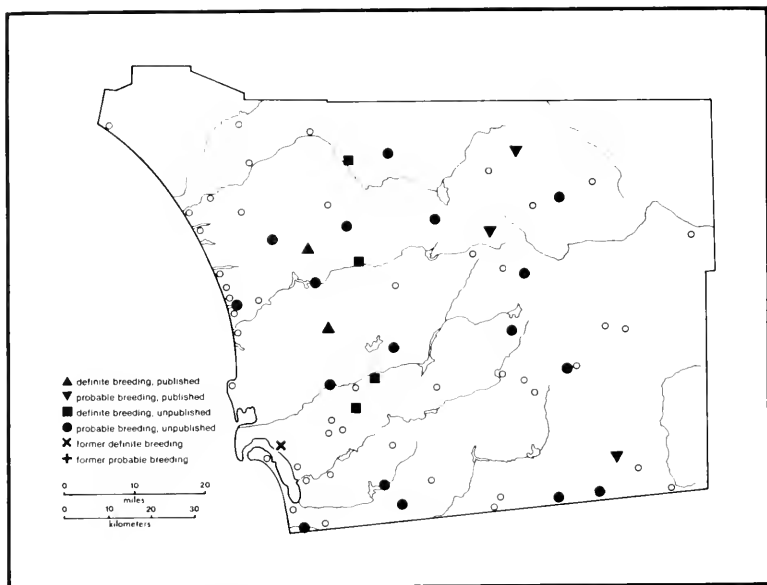 ▲ definite breeding, published
▼ probable breeding, published
■ definite breeding, unpublished
● probable breeding, unpublished
✕ former definite breeding
+ former probable breeding
0 10 20
miles
0 10 20 30
kilometers